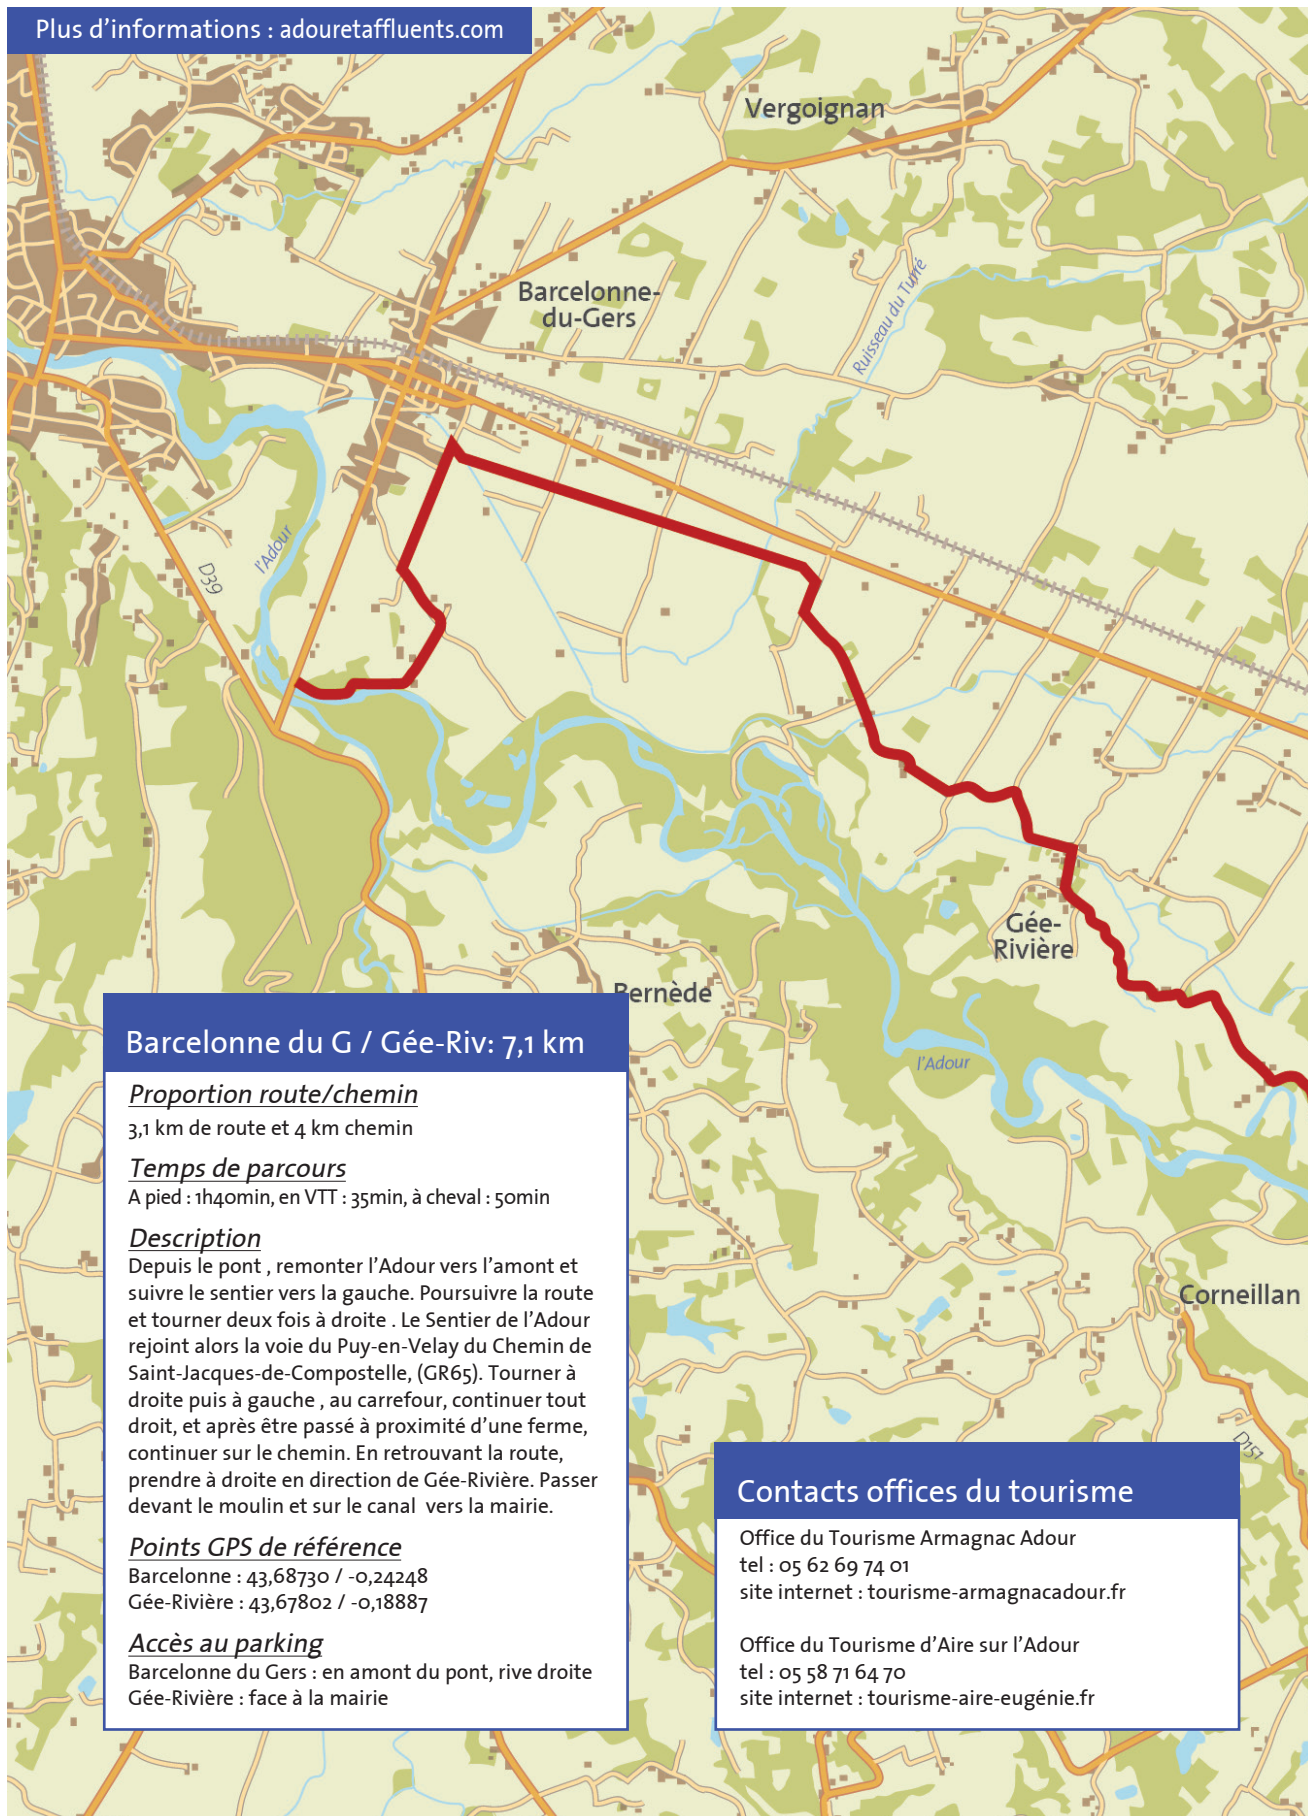 Plus d'informations : adouretaffluents.com
Vergoignan
Barcelonne-
du-Gers
Ruisseau du Turré
l'Adour
D39
Gée-
Rivière
Bernède
l'Adour
Corneillan
D151
Barcelonne du G / Gée-Riv: 7,1 km
Proportion route/chemin
3,1 km de route et 4 km chemin
Temps de parcours
A pied : 1h40min, en VTT : 35min, à cheval : 50min
Description
Depuis le pont , remonter l'Adour vers l'amont et
suivre le sentier vers la gauche. Poursuivre la route
et tourner deux fois à droite . Le Sentier de l'Adour
rejoint alors la voie du Puy-en-Velay du Chemin de
Saint-Jacques-de-Compostelle, (GR65). Tourner à
droite puis à gauche , au carrefour, continuer tout
droit, et après être passé à proximité d'une ferme,
continuer sur le chemin. En retrouvant la route,
prendre à droite en direction de Gée-Rivière. Passer
devant le moulin et sur le canal vers la mairie.
Points GPS de référence
Barcelonne : 43,68730 / -0,24248
Gée-Rivière : 43,67802 / -0,18887
Accès au parking
Barcelonne du Gers : en amont du pont, rive droite
Gée-Rivière : face à la mairie
Contacts offices du tourisme
Office du Tourisme Armagnac Adour
tel : 05 62 69 74 01
site internet : tourisme-armagnacadour.fr
Office du Tourisme d'Aire sur l'Adour
tel : 05 58 71 64 70
site internet : tourisme-aire-eugénie.fr